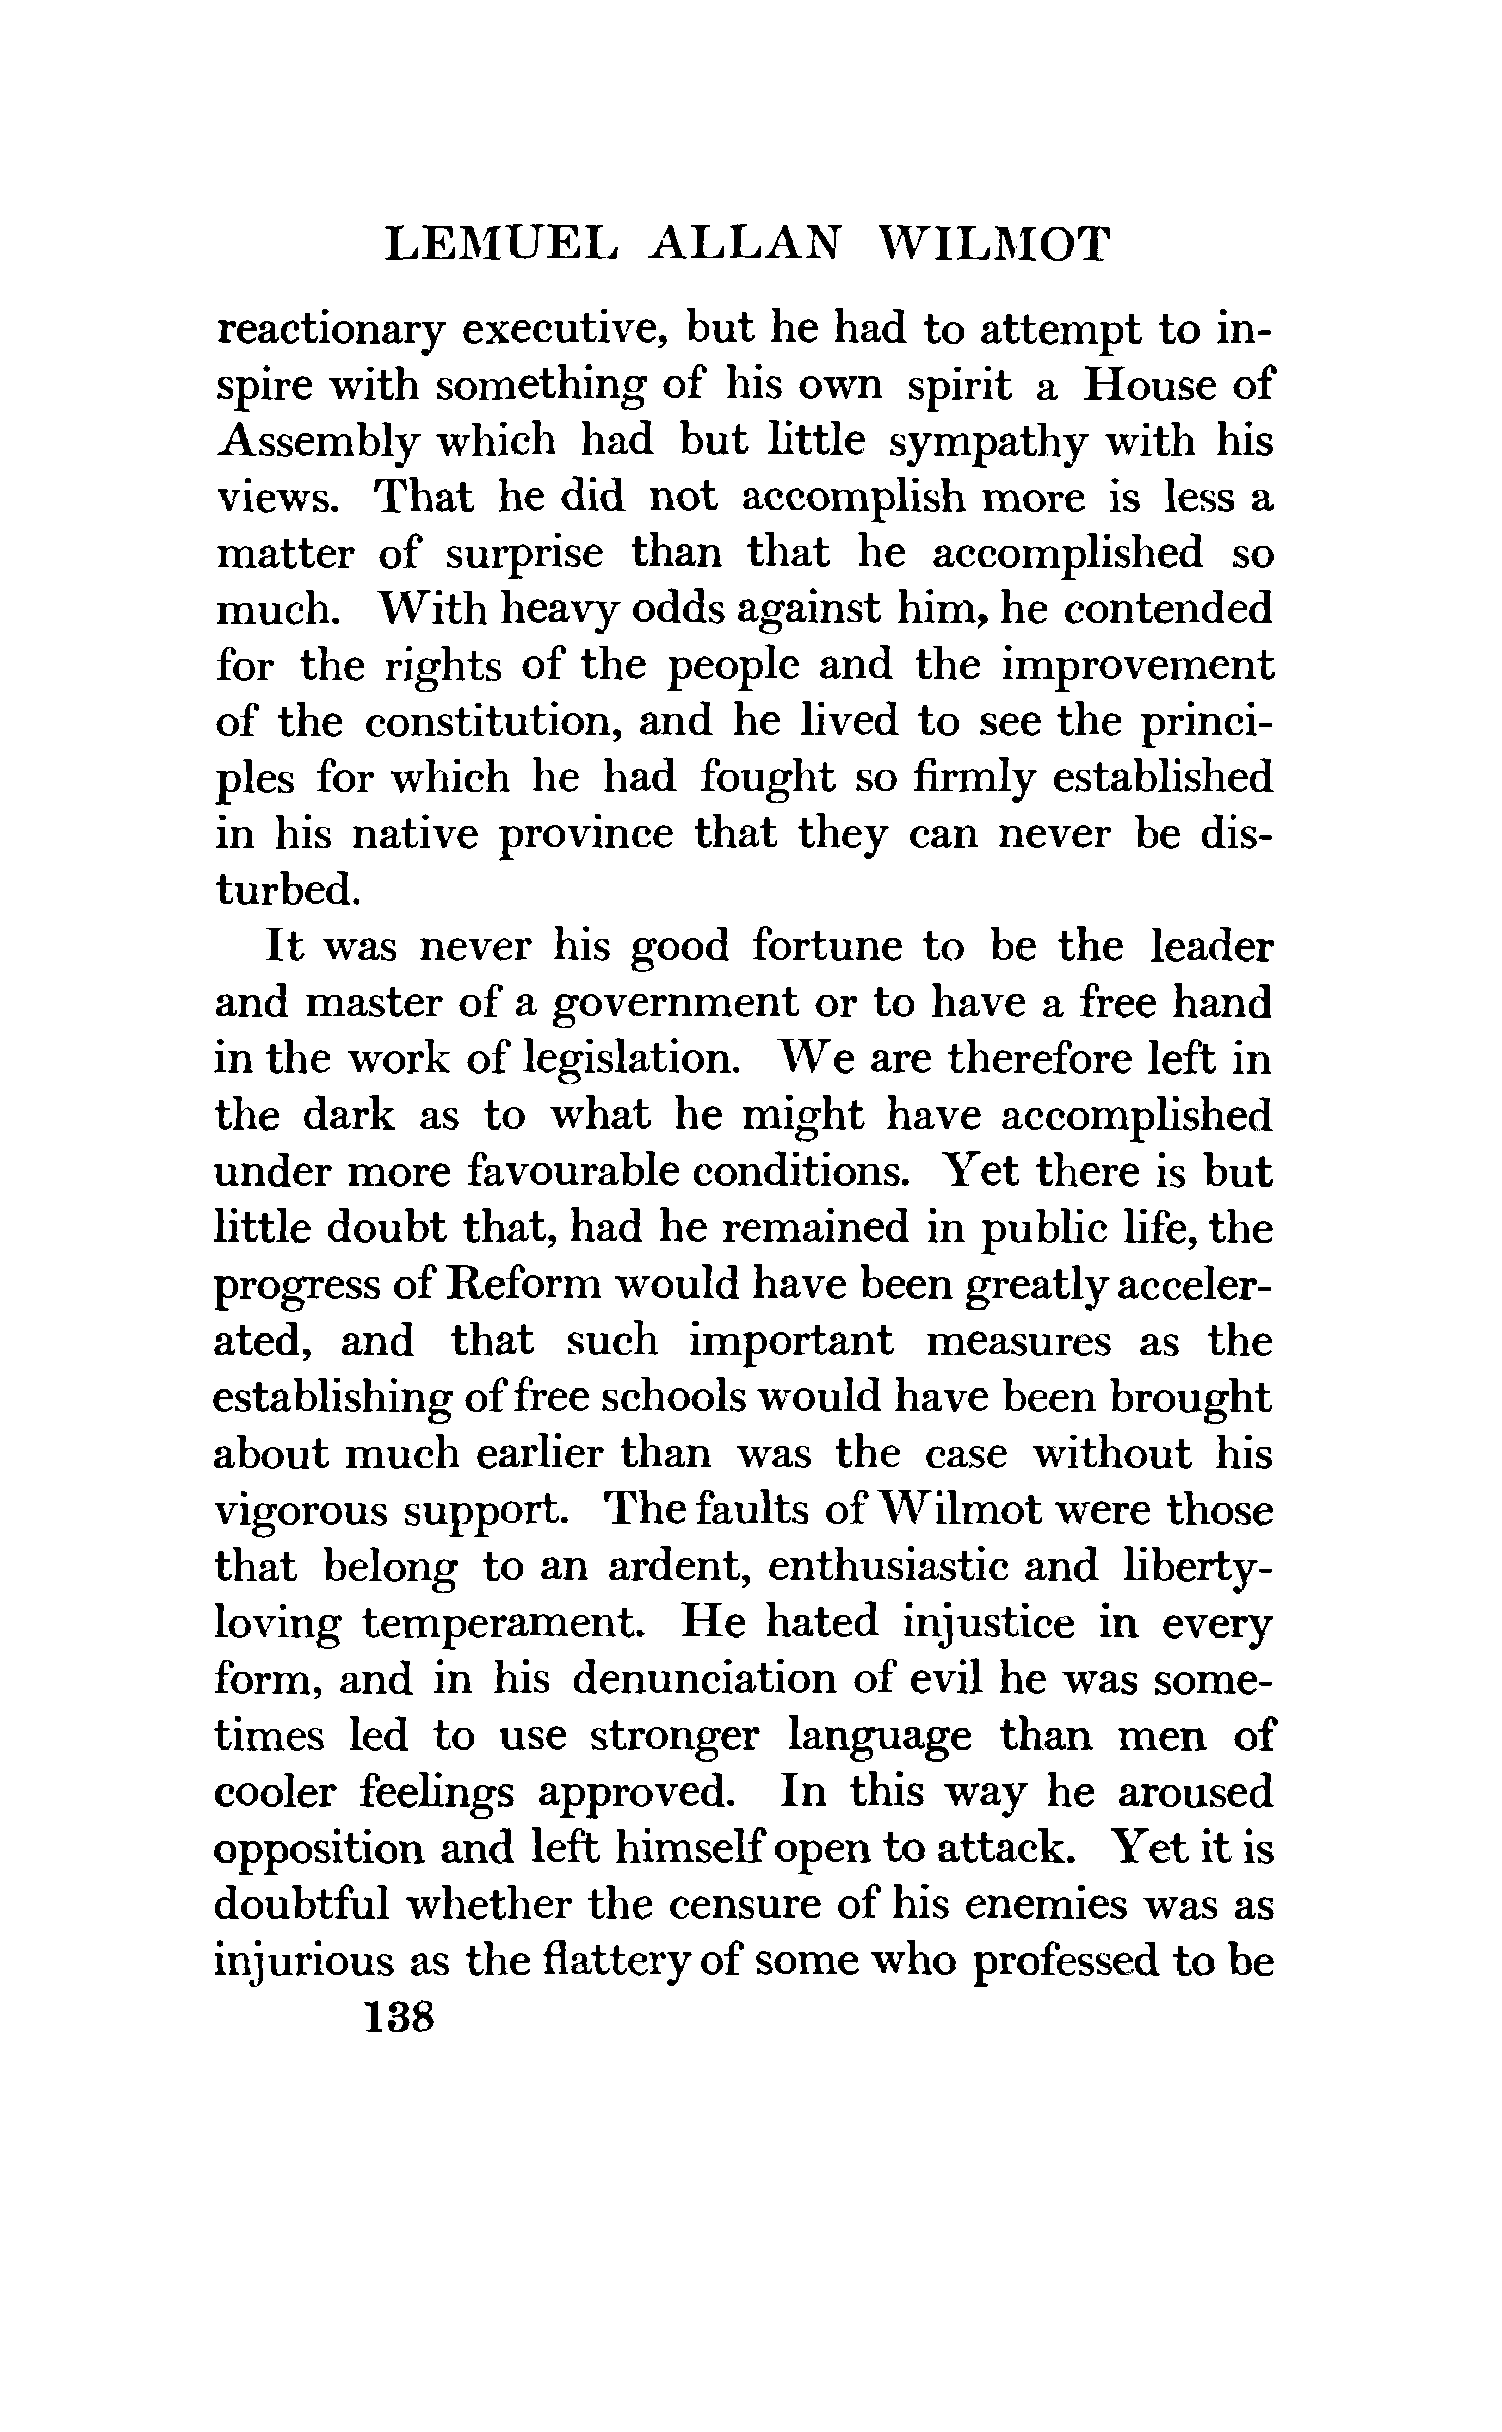 LEMUEL ALLAN WILMOT
reactionary executive, but he had to attempt to in-
spire with something of his own spirit a House of
Assembly which had but little sympathy with his
views. That he did not accomplish more is less a
matter of surprise than that he accomplished so
much. With heavy odds against him, he contended
for the rights of the people and the improvement
of the constitution, and he lived to see the princi-
ples for which he had fought so firmly established
in his native province that they can never be dis-
turbed.
It was never his good fortune to be the leader
and master of a government or to have a free hand
in the work of legislation. We are therefore left in
the dark as to what he might have accomplished
under more favourable conditions. Yet there is but
little doubt that, had he remained in public life, the
progress of Reform would have been greatly acceler-
ated, and that such important measures as the
establishing of free schools would have been brought
about much earlier than was the case without his
vigorous support. The faults of Wilmot were those
that belong to an ardent, enthusiastic and liberty-
loving temperament. He hated injustice in every
form, and in his denunciation of evil he was some-
times led to use stronger language than men of
cooler feelings approved. In this way he aroused
opposition and left himself open to attack. Yet it is
doubtful whether the censure of his enemies was as
injurious as the flattery of some who professed to be
138